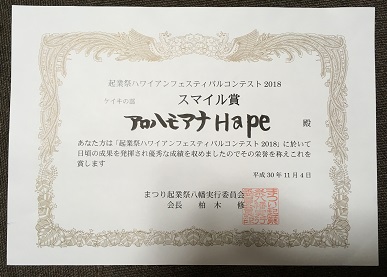 起業祭ハワイアンフェスティバルコンテスト2018
ケイキの部
スマイル賞
アロハモアナHape 殿
あなた方は「起業祭ハワイアンフェスティバルコンテスト2018」に於いて
日頃の成果を発揮され優秀な成績を収めましたのでその栄誉を称えこれを
賞します
平成30年11月4日
まつり起業祭八幡実行委員会
会長 柏木 修